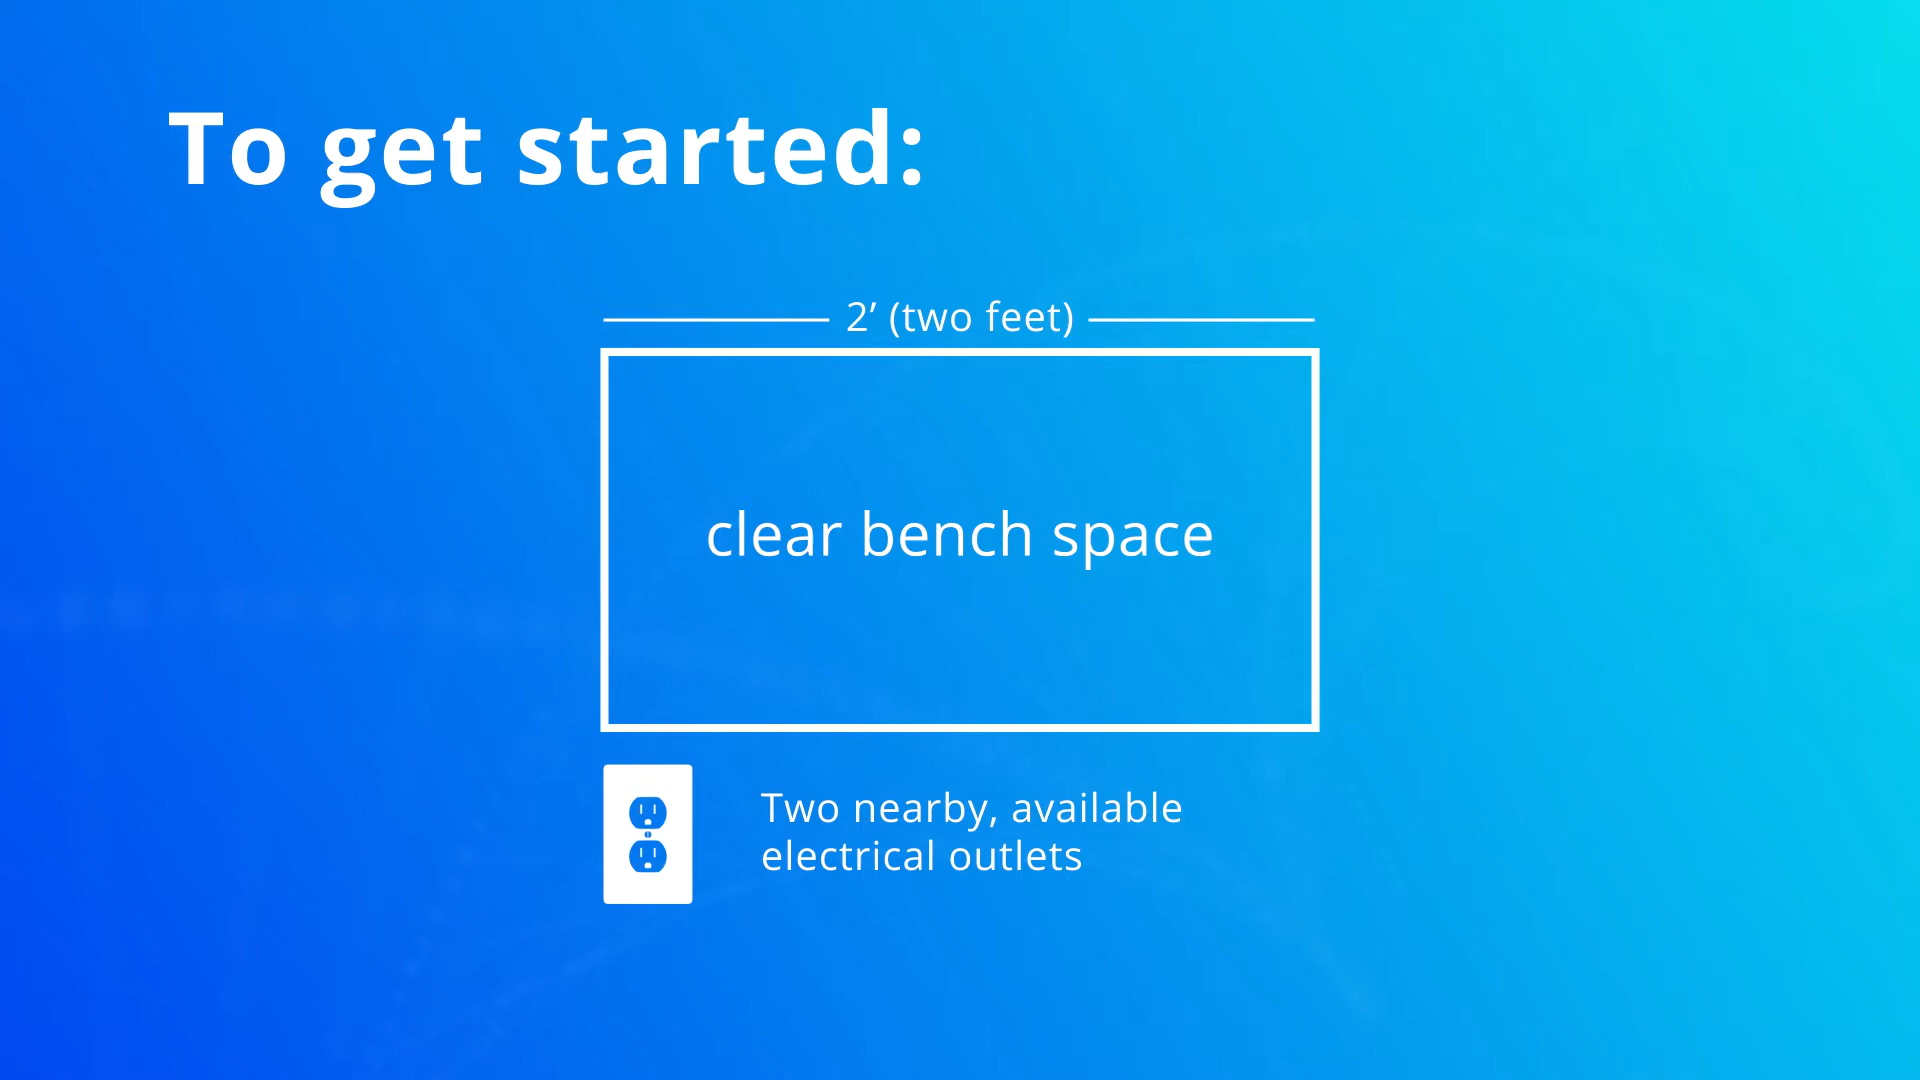 To get started:
2’ (two feet)
clear bench space
Two nearby, available
electrical outlets